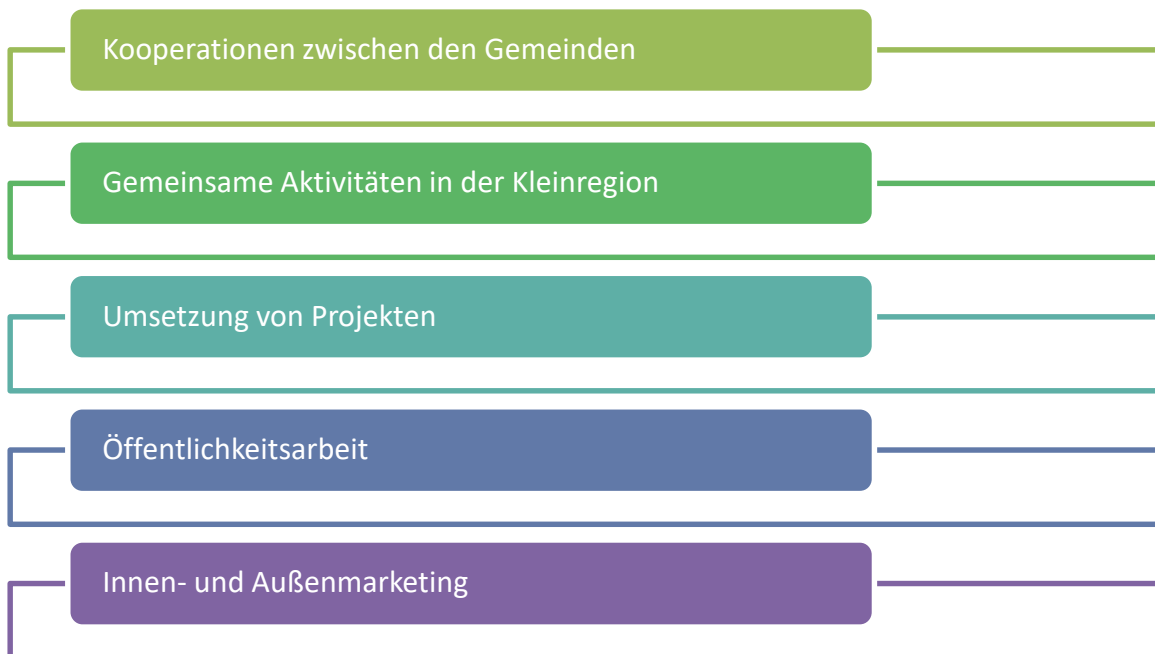 Kooperationen zwischen den Gemeinden
Gemeinsame Aktivitäten in der Kleinregion
Umsetzung von Projekten
Öffentlichkeitsarbeit
Innen- und Außenmarketing